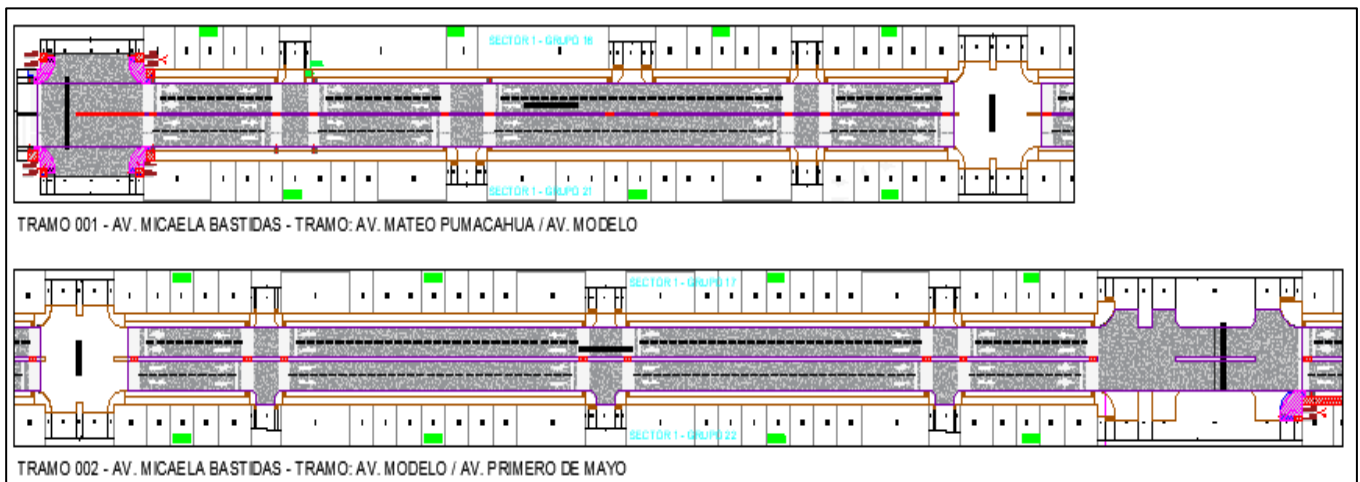 SECTOR 1 - GRUPO 16
SECTOR 1 - GRUPO 21
TRAMO 001 - AV. MICAELA BASTIDAS - TRAMO: AV. MATEO PUMACAHUA / AV. MODELO
SECTOR 1 - GRUPO 17
SECTOR 1 - GRUPO 22
TRAMO 002 - AV. MICAELA BASTIDAS - TRAMO: AV. MODELO / AV. PRIMERO DE MAYO